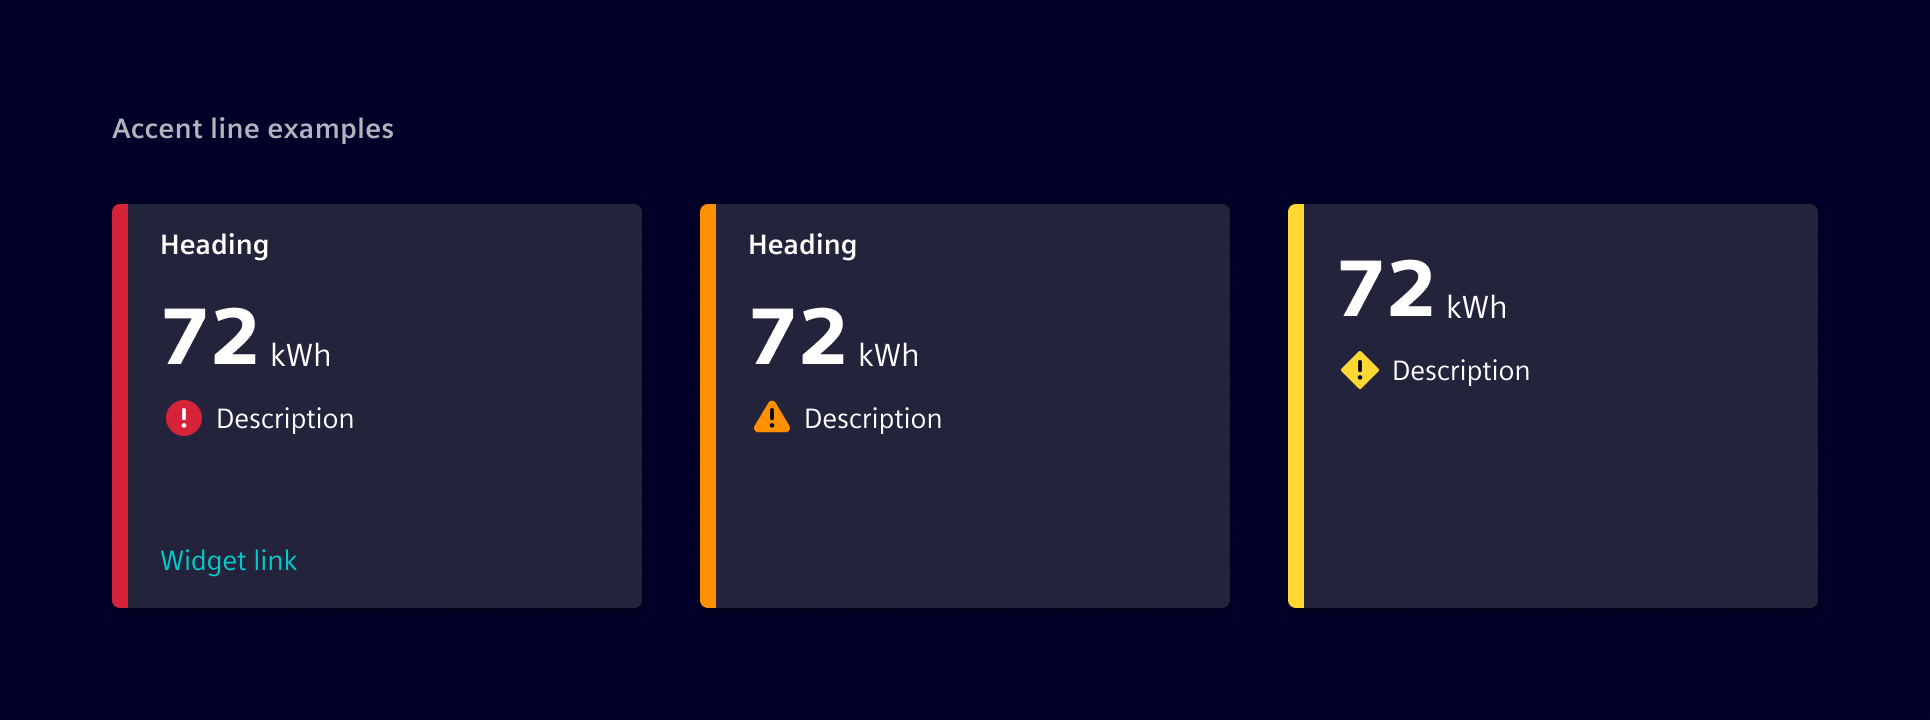 Accent line examples
Heading
72 kWh
Description
Widget link
Heading
72 kWh
Description
72 kWh
Description